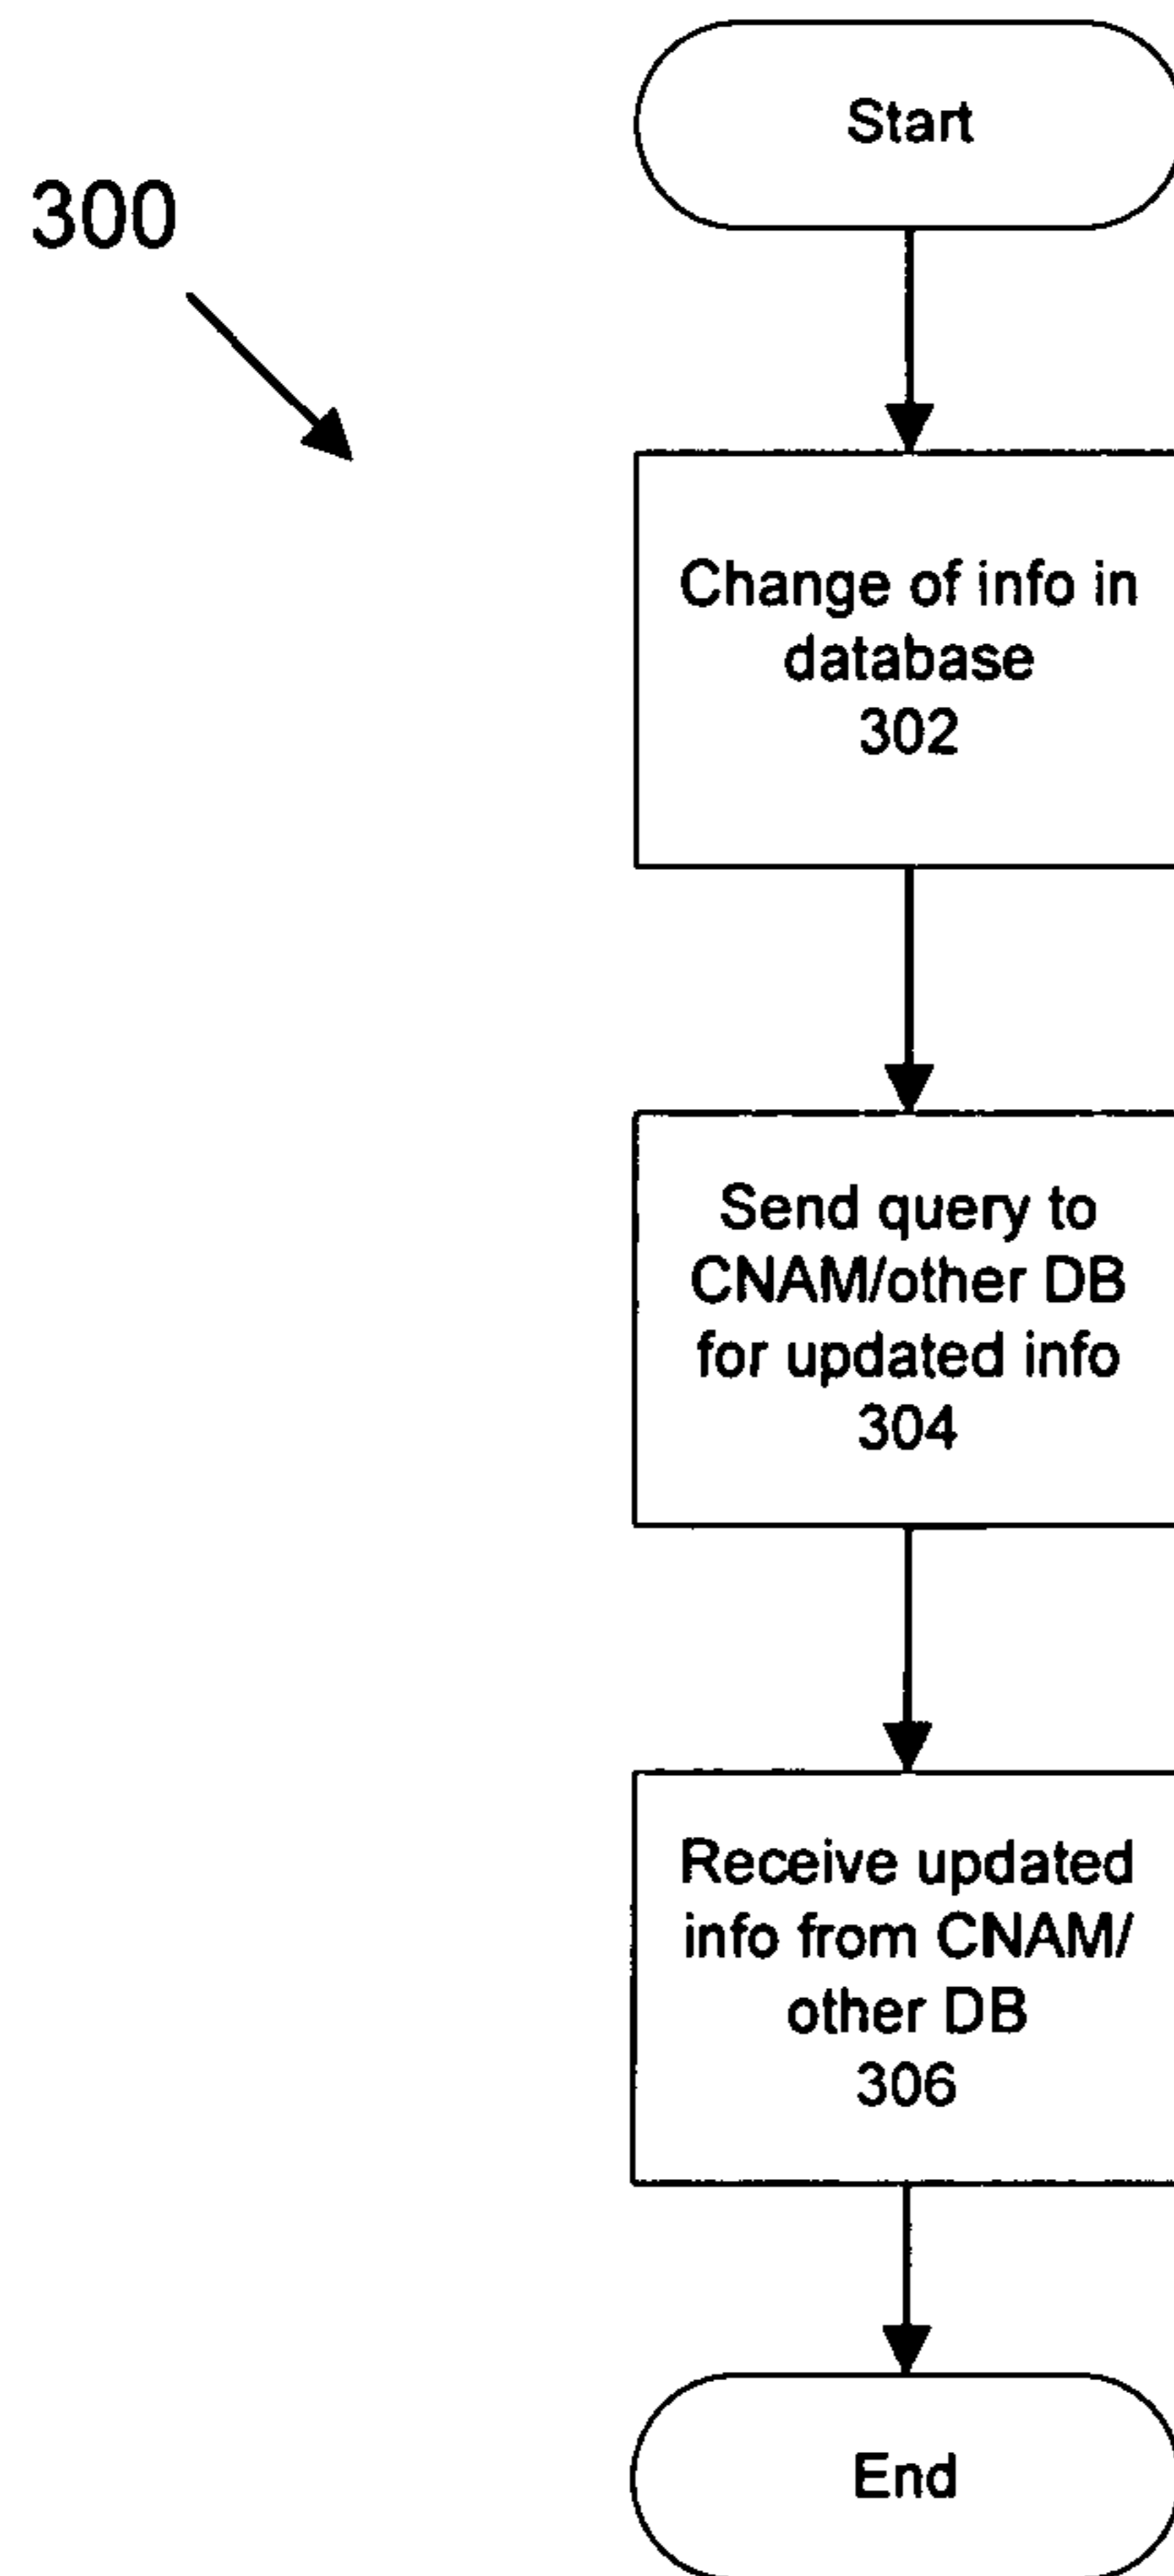 300
Start
Change of info in
database
302
Send query to
CNAM/other DB
for updated info
304
Receive updated
info from CNAM/
other DB
306
End